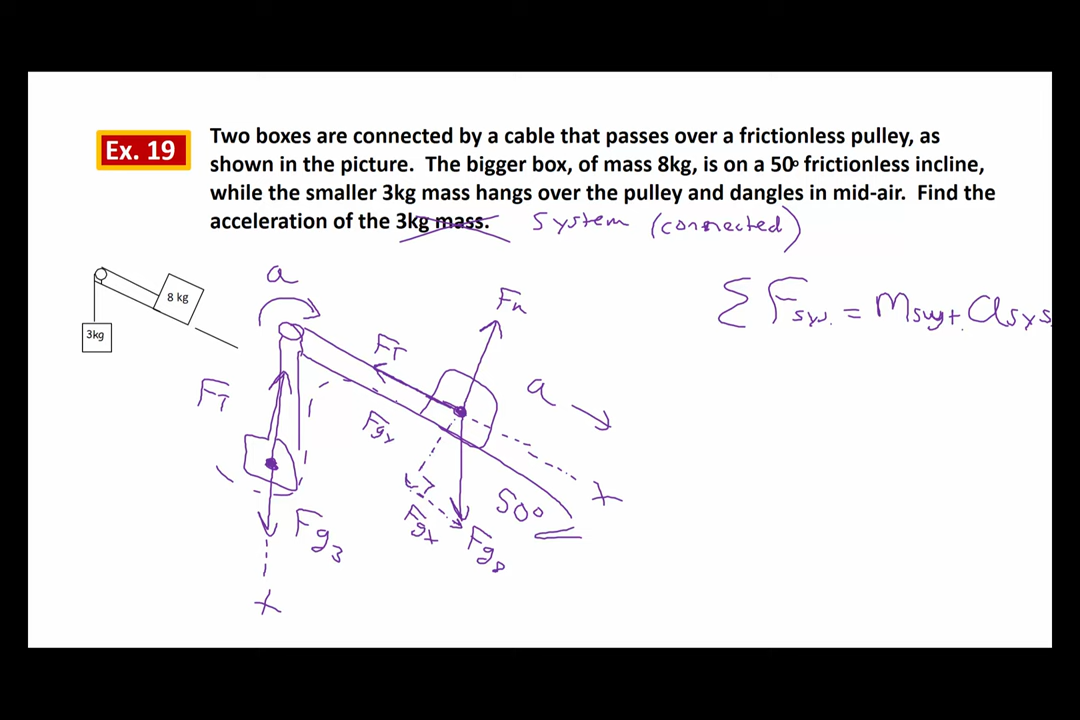 Ex. 19
Two boxes are connected by a cable that passes over a frictionless pulley, as
shown in the picture. The bigger box, of mass 8kg, is on a 50º frictionless incline,
while the smaller 3kg mass hangs over the pulley and dangles in mid-air. Find the
acceleration of the 3kg mass. System (connected)
a
8 kg
3kg
Fn
ΣFsys. = Msyst. asys
FT
a
FT
Fgy
50º
x
Fgx
Fg8
Fg3
x